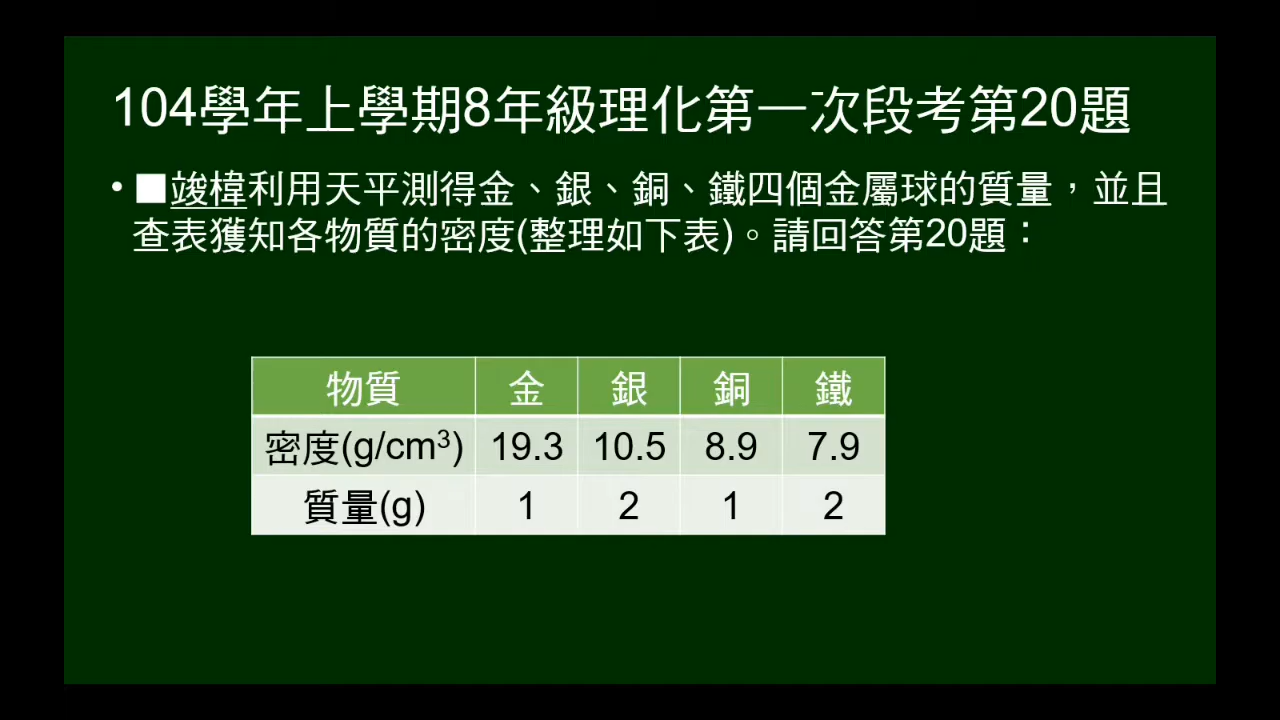 104學年上學期8年級理化第一次段考第20題
•■竣樟利用天平測得金、銀、銅、鐵四個金屬球的質量，並且
查表獲知各物質的密度(整理如下表)。請回答第20題：
物質 金 銀 銅 鐵
密度(g/cm³) 19.3 10.5 8.9 7.9
質量(g) 1 2 1 2